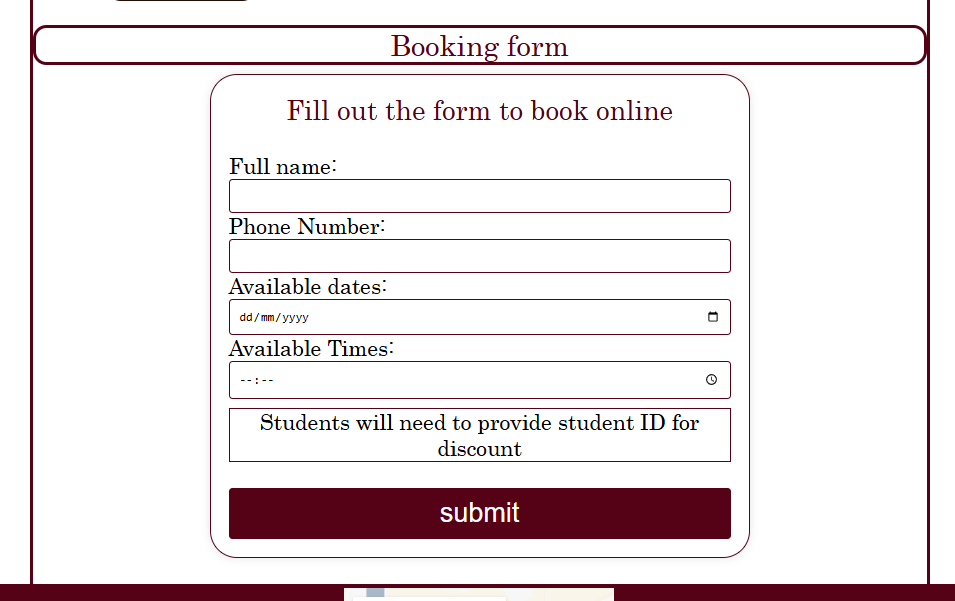 Booking form
Fill out the form to book online
Full name:
Phone Number:
Available dates:
dd/mm/yyyy
Available Times:
--:--
Students will need to provide student ID for
discount
submit